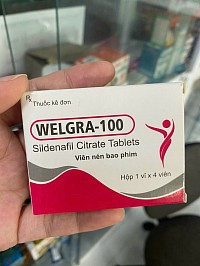 Rx Thuốc kê đơn
WELGRA-100
Sildenafil Citrate Tablets
Viên nén bao phim
Hộp 1 vỉ x 4 viên